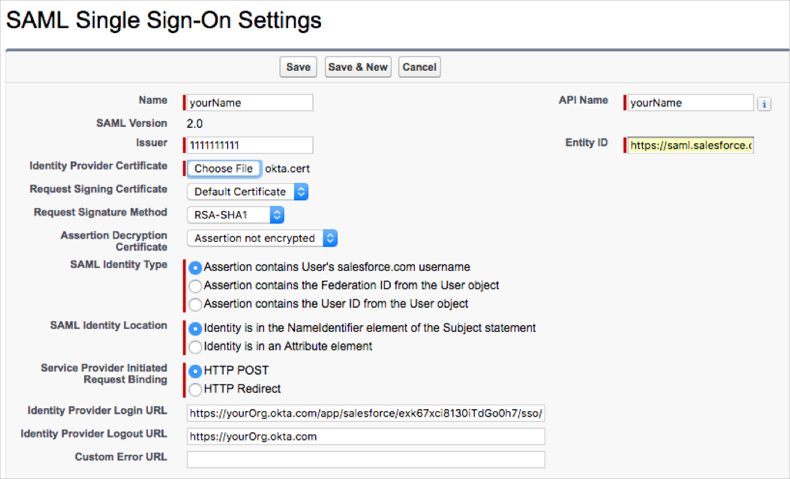 SAML Single Sign-On Settings
Save Save & New Cancel
Name yourName API Name yourName i
SAML Version 2.0
Issuer 1111111111 Entity ID https://saml.salesforce.c
Identity Provider Certificate Choose File okta.cert
Request Signing Certificate Default Certificate
Request Signature Method RSA-SHA1
Assertion Decryption
Certificate Assertion not encrypted
SAML Identity Type Assertion contains User's salesforce.com username
Assertion contains the Federation ID from the User object
Assertion contains the User ID from the User object
SAML Identity Location Identity is in the NameIdentifier element of the Subject statement
Identity is in an Attribute element
Service Provider Initiated
Request Binding HTTP POST
HTTP Redirect
Identity Provider Login URL https://yourOrg.okta.com/app/salesforce/exk67xci8130iTdGo0h7/sso/
Identity Provider Logout URL https://yourOrg.okta.com
Custom Error URL